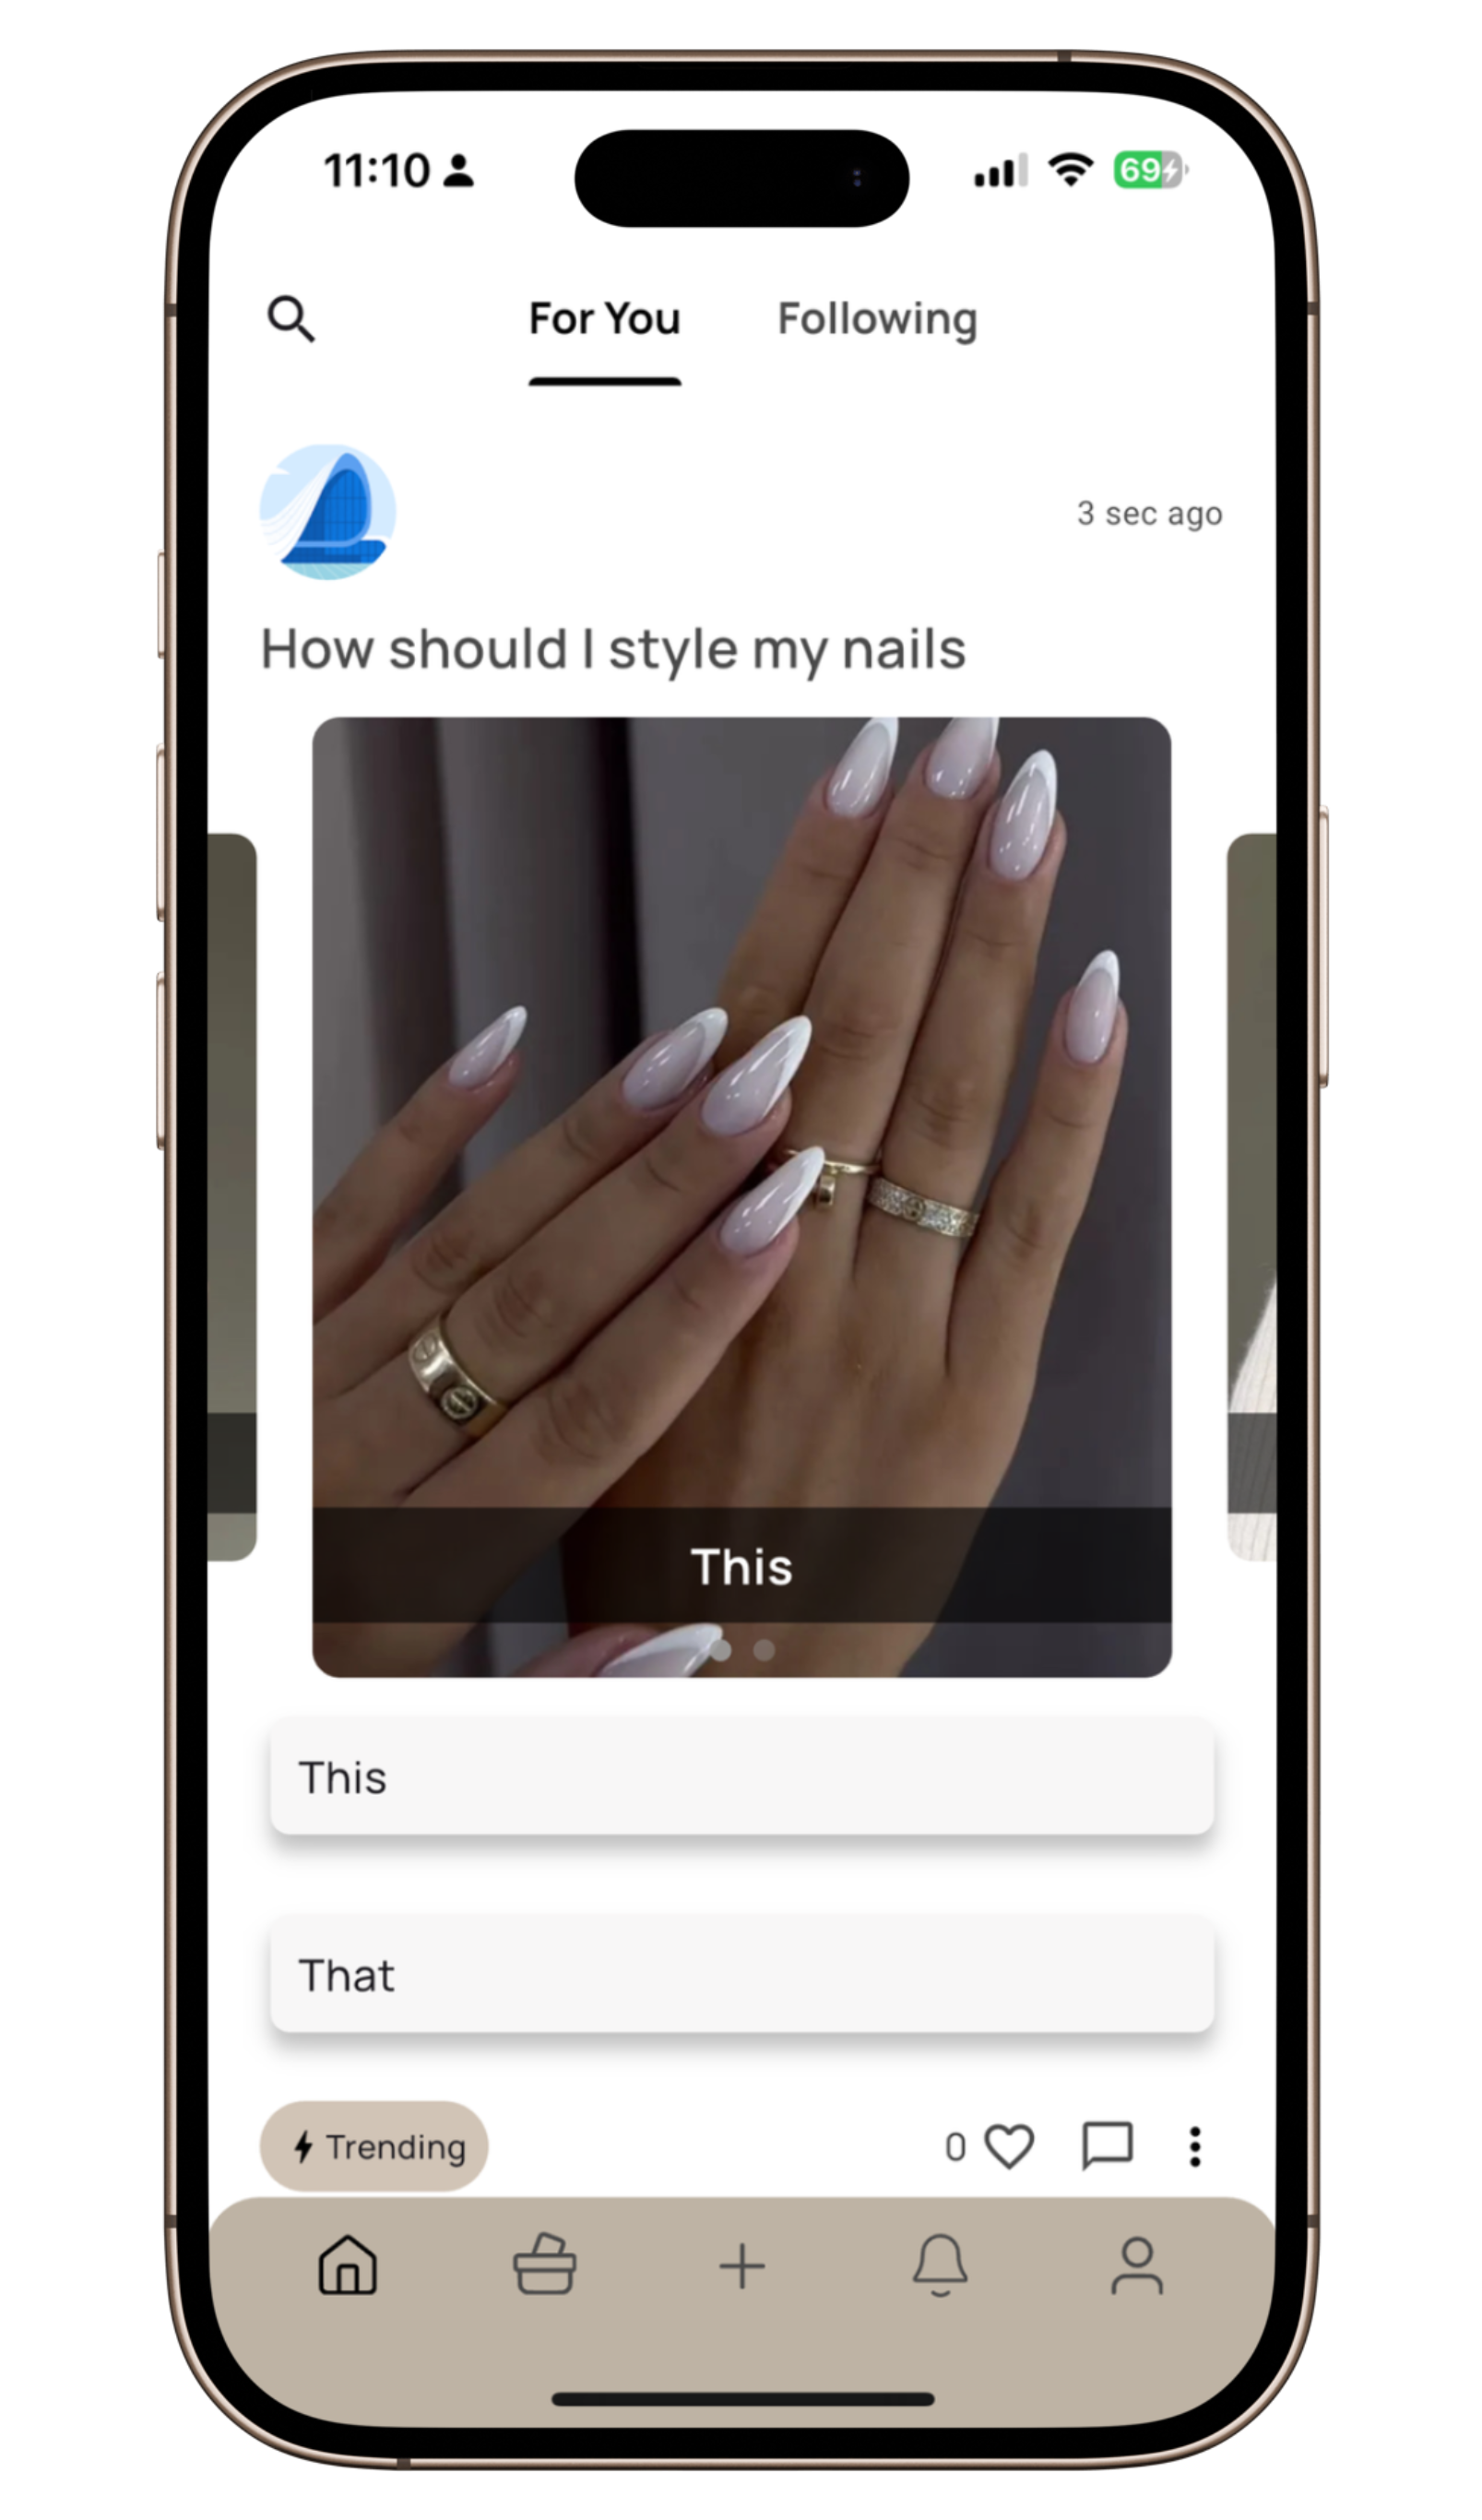 11:10
69
For You
Following
3 sec ago
How should I style my nails
This
This
That
Trending
0